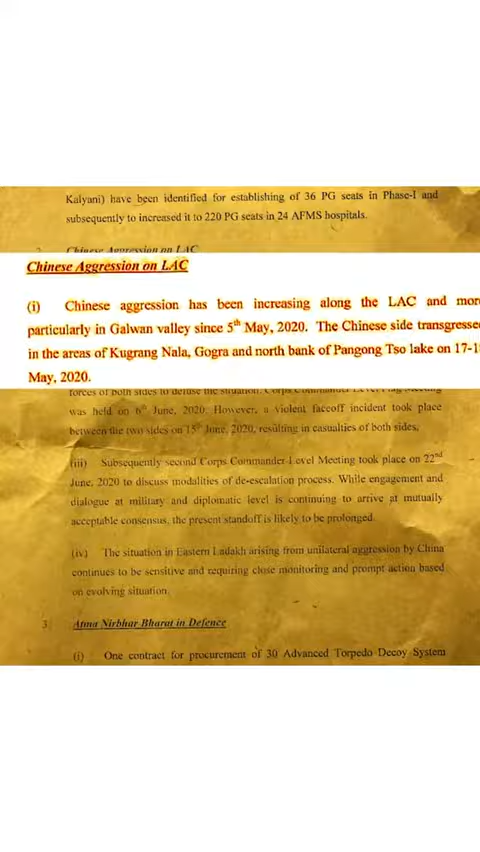 Kalyani) have been identified for establishing of 36 PG seats in Phase-I and
subsequently to increased it to 220 PG seats in 24 AFMS hospitals.
Chinese Aggression on LAC
Chinese Aggression on LAC
(i) Chinese aggression has been increasing along the LAC and mor
particularly in Galwan valley since 5th May, 2020. The Chinese side transgresse
in the areas of Kugrang Nala, Gogra and north bank of Pangong Tso lake on 17-1
May, 2020.
forces of both sides to defuse the situation.
was held on 6th June, 2020. However, a violent faceoff incident took place
between the two sides on 15th June, 2020, resulting in casualties of both sides,
(iii) Subsequently second Corps Commander Level Meeting took place on 22nd
June, 2020 to discuss modalities of de-escalation process. While engagement and
dialogue at military and diplomatic level is continuing to arrive at mutually
acceptable consensus, the present standoff is likely to be prolonged.
(iv) The situation in Eastern Ladakh arising from unilateral aggression by China
continues to be sensitive and requiring close monitoring and prompt action based
on evolving situation.
3 Atma Nirbhar Bharat in Defence
(i) One contract for procurement of 30 Advanced Torpedo Decoy System